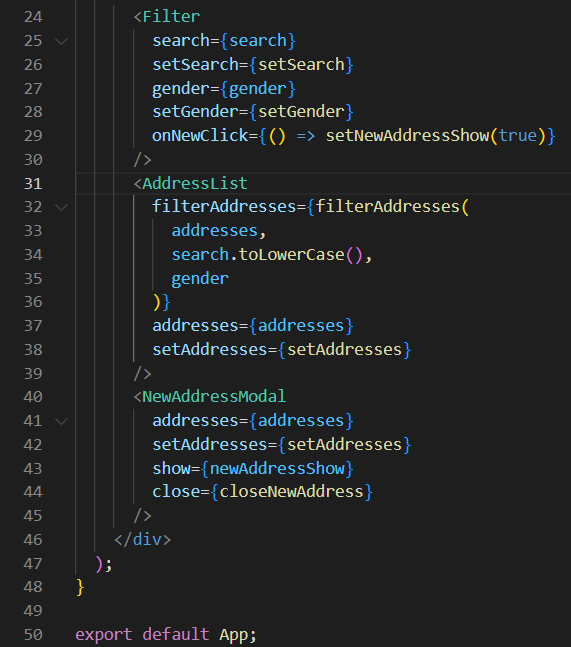 24 <Filter
25 search={search}
26 setSearch={setSearch}
27 gender={gender}
28 setGender={setGender}
29 onNewClick={() => setNewAddressShow(true)}
30 />
31 <AddressList
32 filterAddresses={filterAddresses(
33 addresses,
34 search.toLowerCase(),
35 gender
36 )}
37 addresses={addresses}
38 setAddresses={setAddresses}
39 />
40 <NewAddressModal
41 addresses={addresses}
42 setAddresses={setAddresses}
43 show={newAddressShow}
44 close={closeNewAddress}
45 />
46 </div>
47 );
48 }
49
50 export default App;